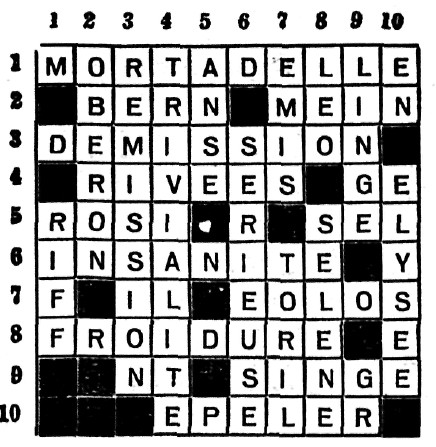 1 2 3 4 5 6 7 8 9 10
1 M O R T A D E L L E
2 B E R N M E I N
3 D E M I S S I O N
4 R I V E E S G E
5 R O S I R S E L
6 I N S A N I T E Y
7 F I L E O L O S
8 F R O I D U R E E
9 N T S I N G E
10 E P E L E R